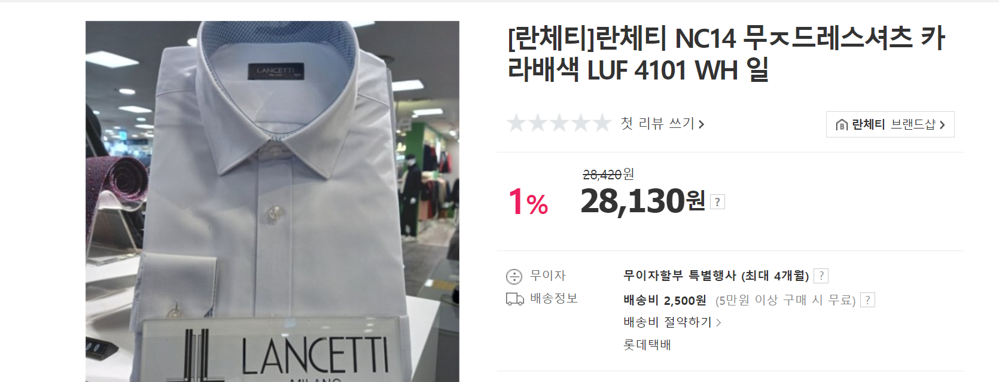 [란체티]란체티 NC14 무ㅈ드레스셔츠 카
라배색 LUF 4101 WH 일
첫 리뷰 쓰기
란체티 브랜드샵
28,420원
1%
28,130원
?
무이자
무이자할부 특별행사 (최대 4개월) ?
배송정보
배송비 2,500원 (5만원 이상 구매 시 무료) ?
배송비 절약하기
롯데택배
LANCETTI
LANCETTI
MILANO